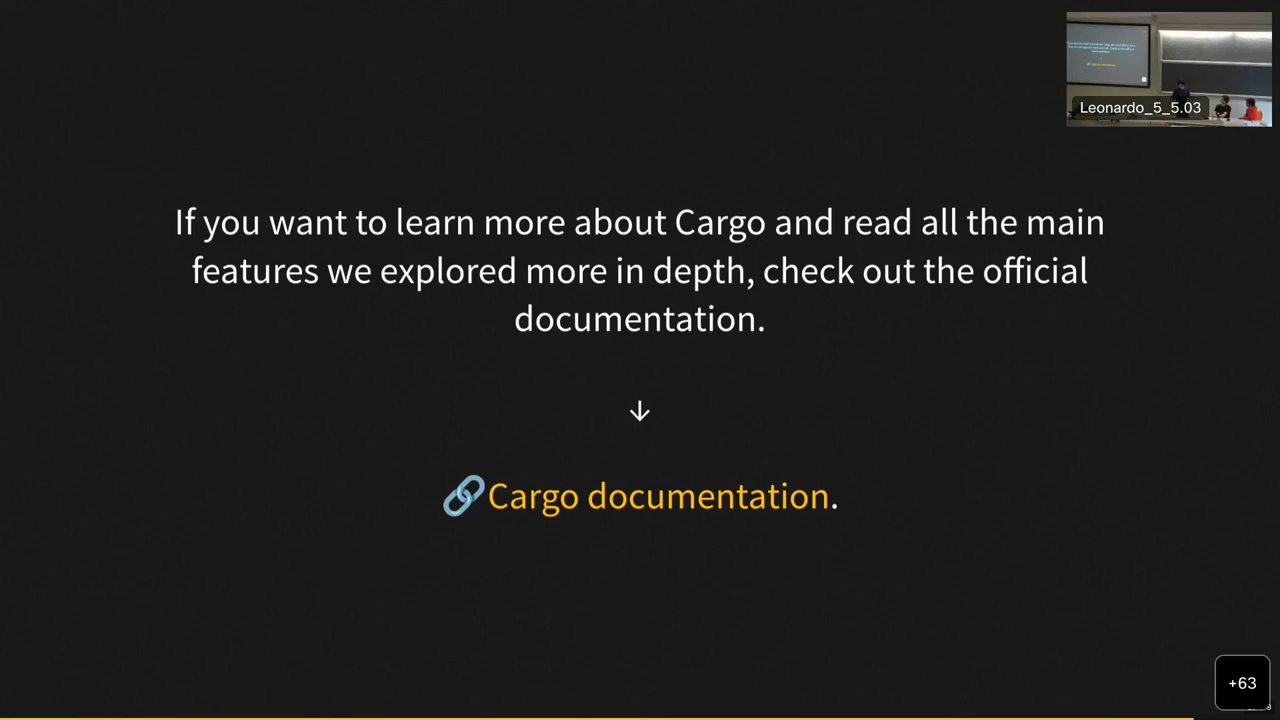 Leonardo_5_5.03
If you want to learn more about Cargo and read all the main
features we explored more in depth, check out the official
documentation.
↓
🔗Cargo documentation.
+63